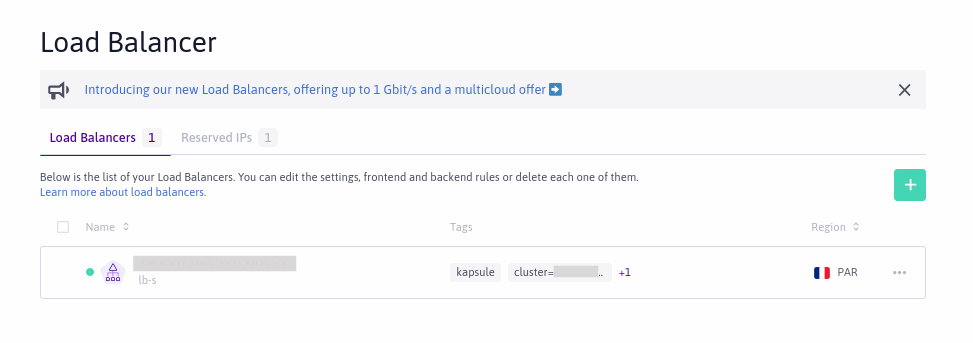 Load Balancer
Introducing our new Load Balancers, offering up to 1 Gbit/s and a multicloud offer ➡
Load Balancers 1 Reserved IPs 1
Below is the list of your Load Balancers. You can edit the settings, frontend and backend rules or delete each one of them.
Learn more about load balancers.
Name Tags Region
kapsule cluster= .. +1 PAR
lb-s